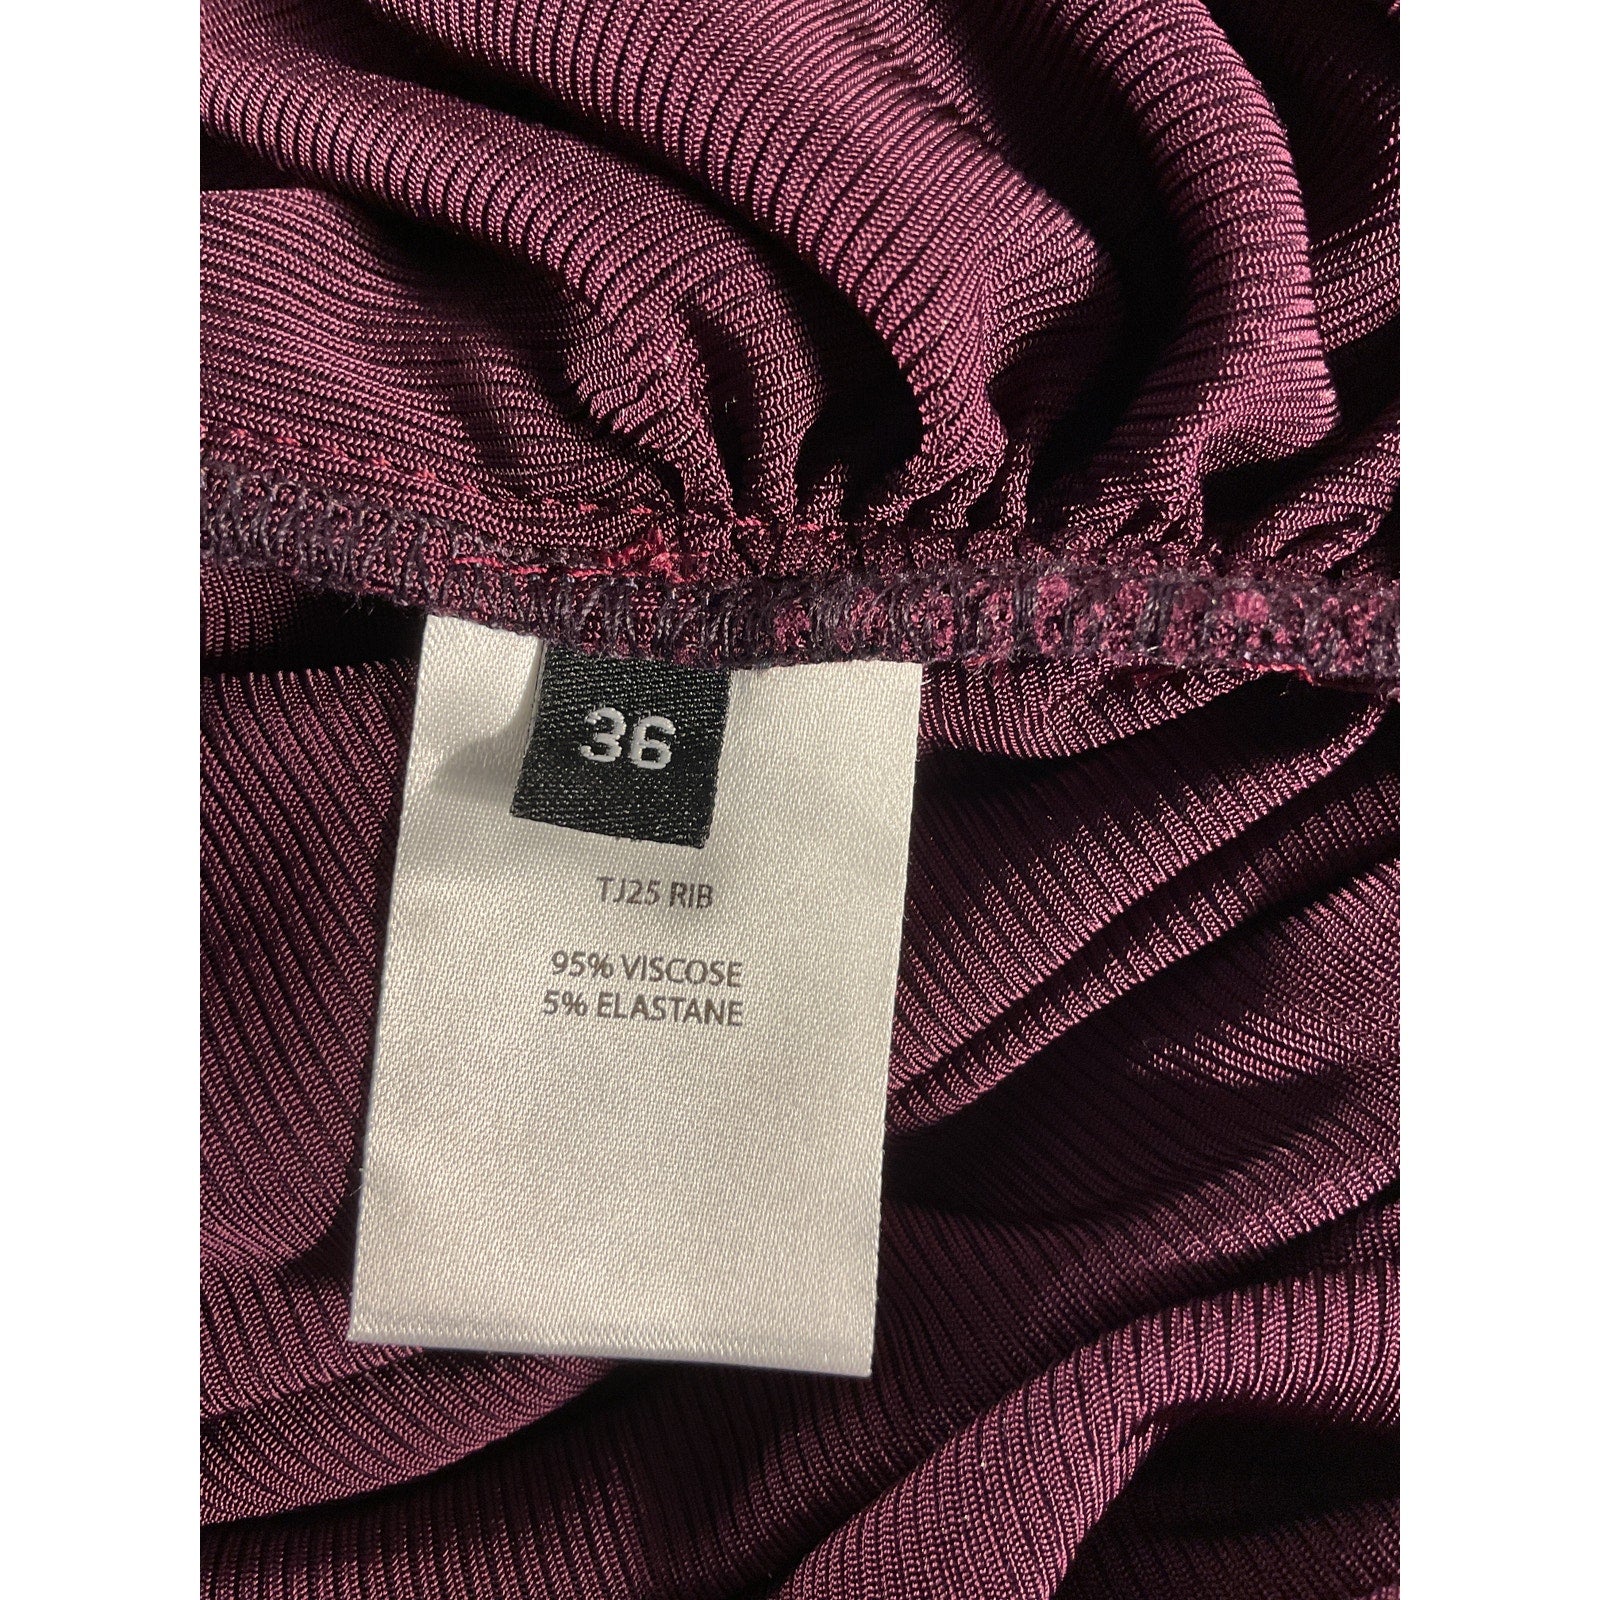 36
TJ25 RIB
95% VISCOSE
5% ELASTANE